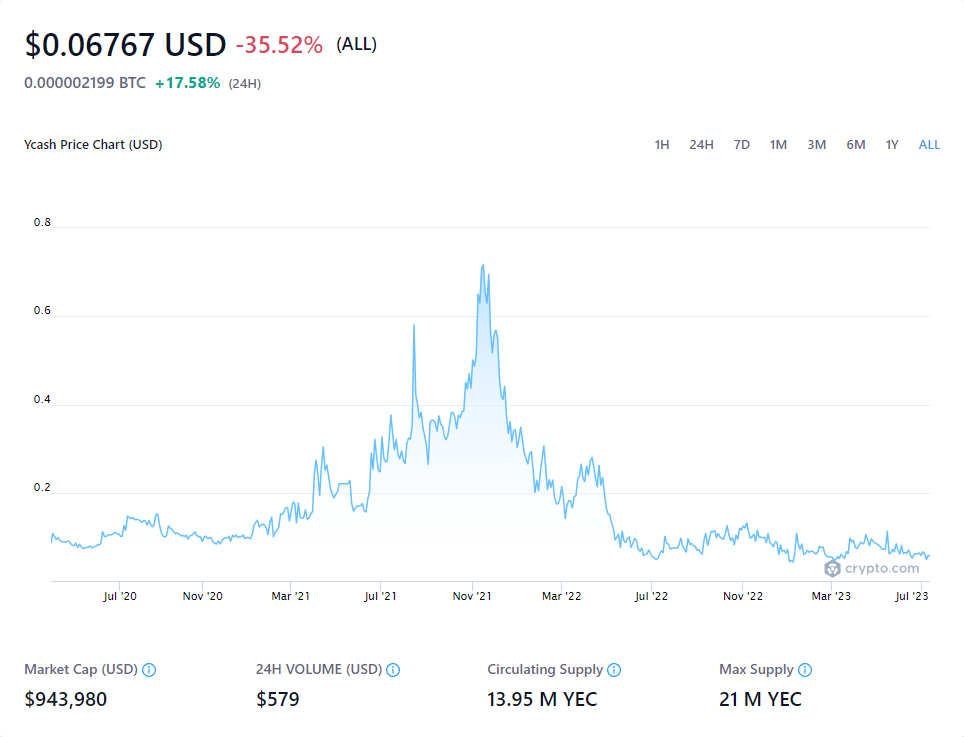 $0.06767 USD -35.52% (ALL)
0.000002199 BTC +17.58% (24H)
Ycash Price Chart (USD) 1H 24H 7D 1M 3M 6M 1Y ALL
0.8
0.6
0.4
0.2
crypto.com
Jul '20 Nov '20 Mar '21 Jul '21 Nov '21 Mar '22 Jul '22 Nov '22 Mar '23 Jul '23
Market Cap (USD) 24H VOLUME (USD) Circulating Supply Max Supply
$943,980 $579 13.95 M YEC 21 M YEC